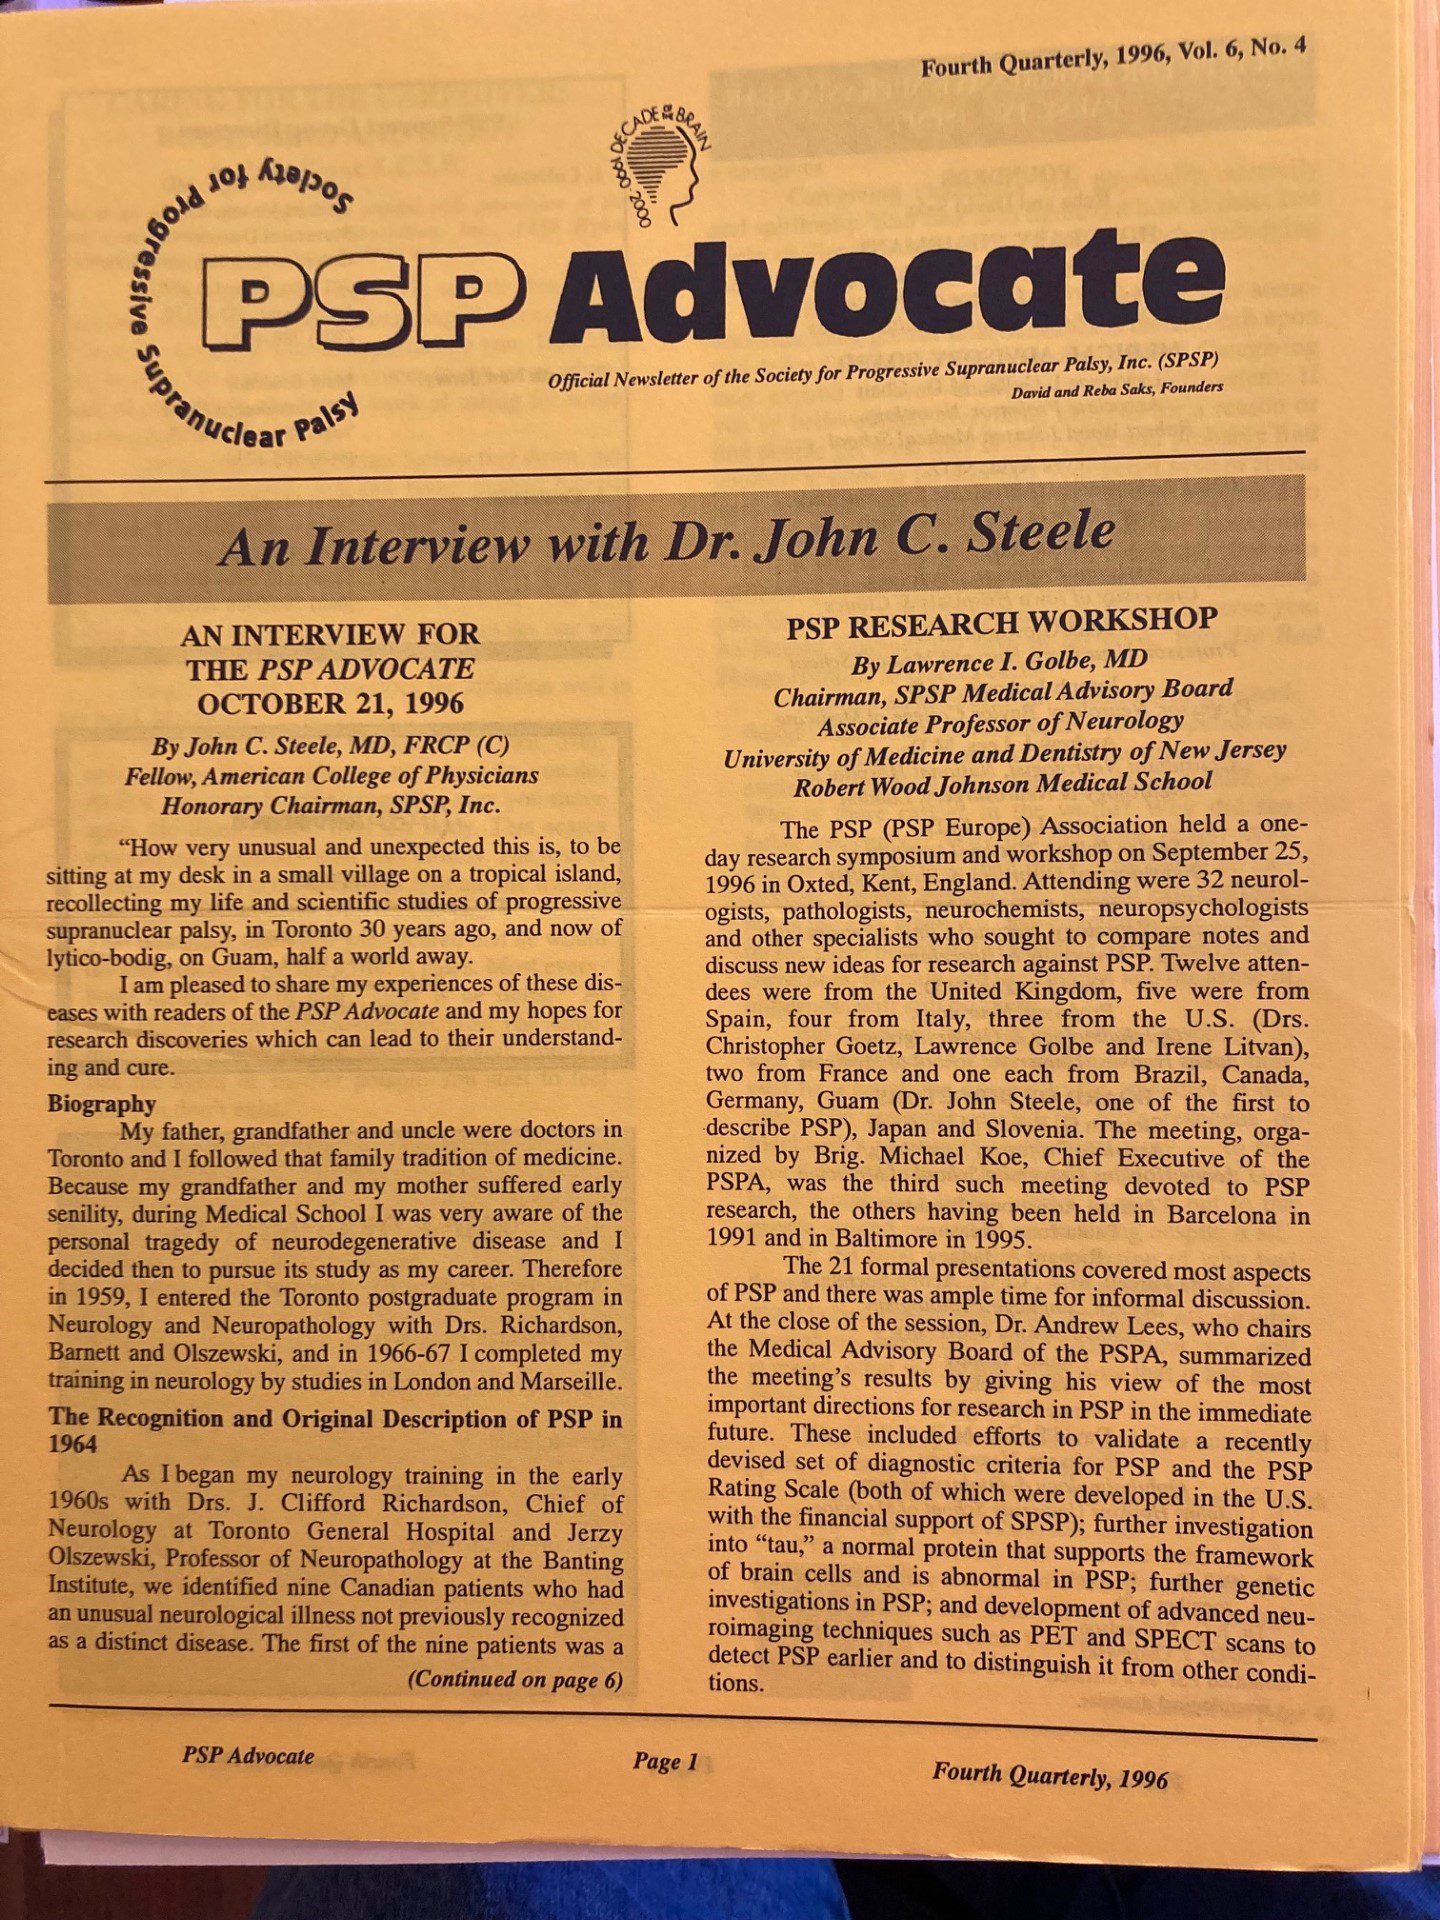 Fourth Quarterly, 1996, Vol. 6, No. 4
1990-2000 DECADE OF THE BRAIN
Society for Progressive Supranuclear Palsy
PSP Advocate
Official Newsletter of the Society for Progressive Supranuclear Palsy, Inc. (SPSP)
David and Reba Saks, Founders
An Interview with Dr. John C. Steele
AN INTERVIEW FOR
THE PSP ADVOCATE
OCTOBER 21, 1996
By John C. Steele, MD, FRCP (C)
Fellow, American College of Physicians
Honorary Chairman, SPSP, Inc.
“How very unusual and unexpected this is, to be
sitting at my desk in a small village on a tropical island,
recollecting my life and scientific studies of progressive
supranuclear palsy, in Toronto 30 years ago, and now of
lytico-bodig, on Guam, half a world away.
I am pleased to share my experiences of these dis-
eases with readers of the PSP Advocate and my hopes for
research discoveries which can lead to their understand-
ing and cure.
Biography
My father, grandfather and uncle were doctors in
Toronto and I followed that family tradition of medicine.
Because my grandfather and my mother suffered early
senility, during Medical School I was very aware of the
personal tragedy of neurodegenerative disease and I
decided then to pursue its study as my career. Therefore
in 1959, I entered the Toronto postgraduate program in
Neurology and Neuropathology with Drs. Richardson,
Barnett and Olszewski, and in 1966-67 I completed my
training in neurology by studies in London and Marseille.
The Recognition and Original Description of PSP in
1964
As I began my neurology training in the early
1960s with Drs. J. Clifford Richardson, Chief of
Neurology at Toronto General Hospital and Jerzy
Olszewski, Professor of Neuropathology at the Banting
Institute, we identified nine Canadian patients who had
an unusual neurological illness not previously recognized
as a distinct disease. The first of the nine patients was a
(Continued on page 6)
PSP RESEARCH WORKSHOP
By Lawrence I. Golbe, MD
Chairman, SPSP Medical Advisory Board
Associate Professor of Neurology
University of Medicine and Dentistry of New Jersey
Robert Wood Johnson Medical School
The PSP (PSP Europe) Association held a one-
day research symposium and workshop on September 25,
1996 in Oxted, Kent, England. Attending were 32 neurol-
ogists, pathologists, neurochemists, neuropsychologists
and other specialists who sought to compare notes and
discuss new ideas for research against PSP. Twelve atten-
dees were from the United Kingdom, five were from
Spain, four from Italy, three from the U.S. (Drs.
Christopher Goetz, Lawrence Golbe and Irene Litvan),
two from France and one each from Brazil, Canada,
Germany, Guam (Dr. John Steele, one of the first to
describe PSP), Japan and Slovenia. The meeting, orga-
nized by Brig. Michael Koe, Chief Executive of the
PSPA, was the third such meeting devoted to PSP
research, the others having been held in Barcelona in
1991 and in Baltimore in 1995.
The 21 formal presentations covered most aspects
of PSP and there was ample time for informal discussion.
At the close of the session, Dr. Andrew Lees, who chairs
the Medical Advisory Board of the PSPA, summarized
the meeting’s results by giving his view of the most
important directions for research in PSP in the immediate
future. These included efforts to validate a recently
devised set of diagnostic criteria for PSP and the PSP
Rating Scale (both of which were developed in the U.S.
with the financial support of SPSP); further investigation
into “tau,” a normal protein that supports the framework
of brain cells and is abnormal in PSP; further genetic
investigations in PSP; and development of advanced neu-
roimaging techniques such as PET and SPECT scans to
detect PSP earlier and to distinguish it from other condi-
tions.
PSP Advocate
Page 1
Fourth Quarterly, 1996